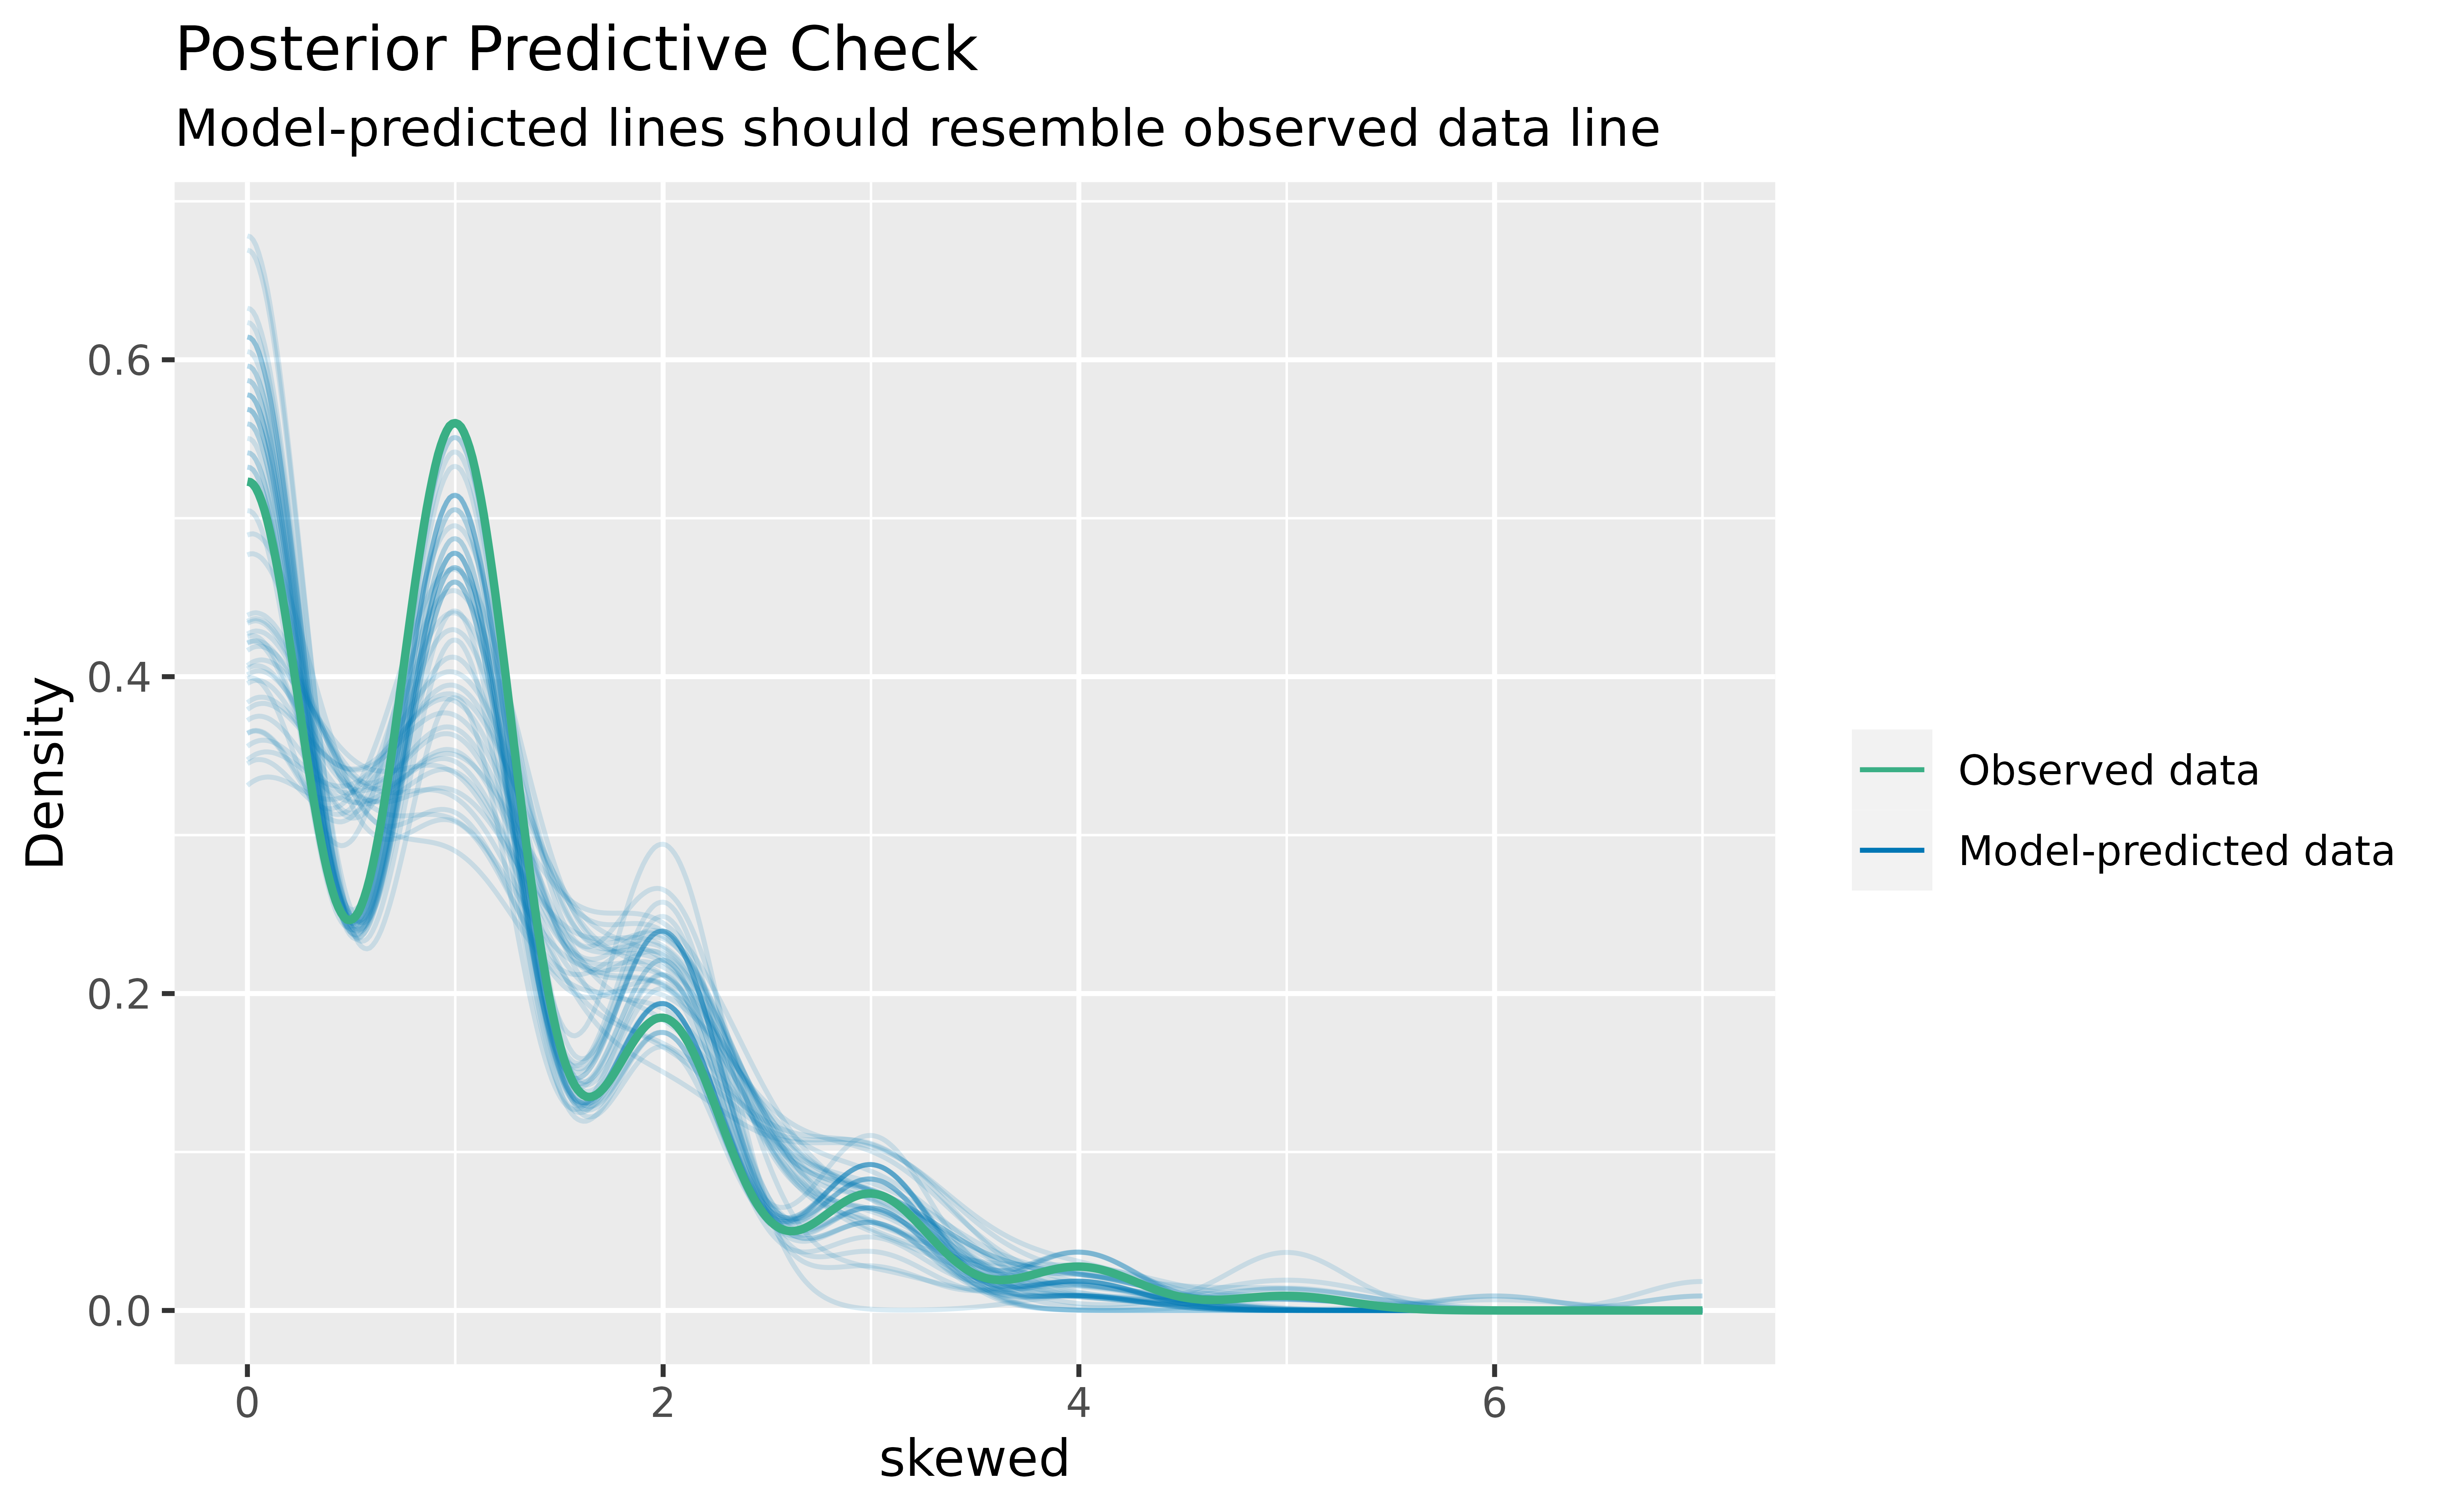 Posterior Predictive Check
Model-predicted lines should resemble observed data line
Density
0.6
0.4
0.2
0.0
0
2
4
6
skewed
Observed data
Model-predicted data